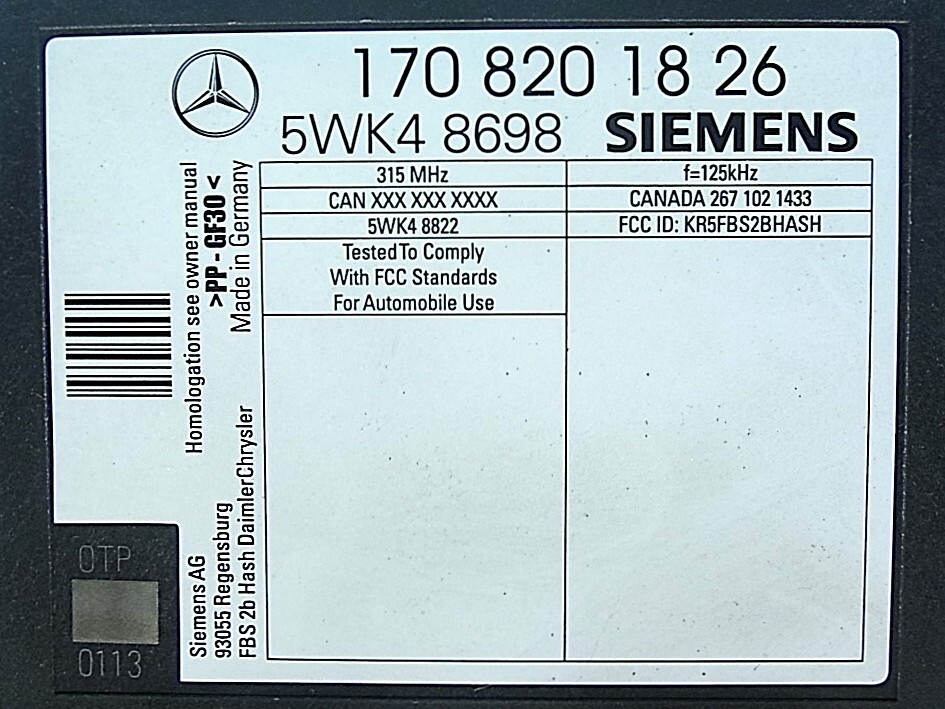 170 820 18 26
5WK4 8698 SIEMENS
315 MHz f=125kHz
CAN XXX XXX XXXX CANADA 267 102 1433
5WK4 8822 FCC ID: KR5FBS2BHASH
Tested To Comply
With FCC Standards
For Automobile Use
Homologation see owner manual
>PP - GF30<
Made in Germany
Siemens AG
93055 Regensburg
FBS 2b Hash DaimlerChrysler
OTP
0113